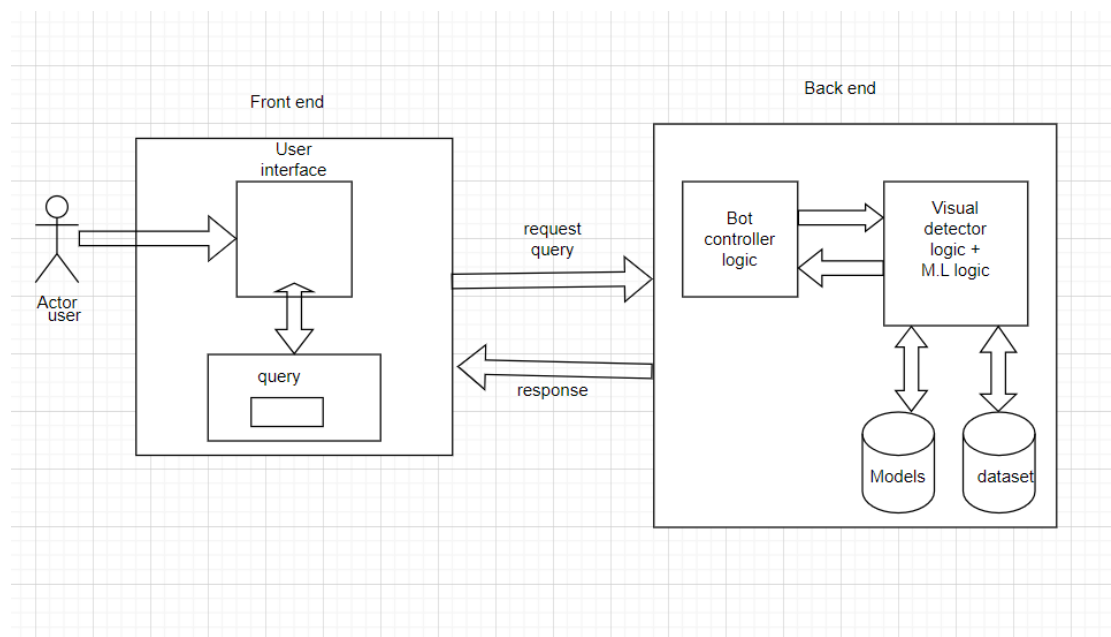 Front end
Back end
User
interface
Actor
user
query
request
query
response
Bot
controller
logic
Visual
detector
logic +
M.L logic
Models
dataset